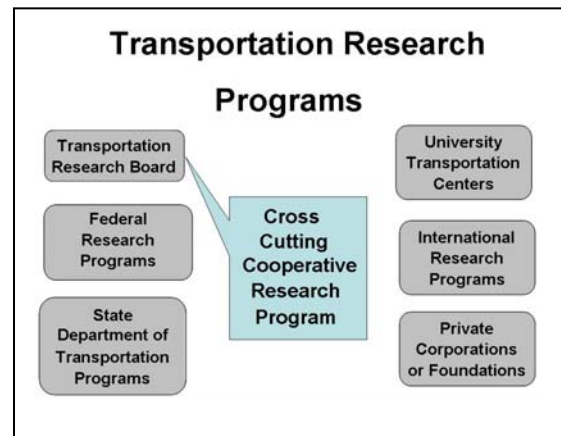 Transportation Research
Programs
Transportation
Research Board
Federal
Research
Programs
State
Department of
Transportation
Programs
Cross
Cutting
Cooperative
Research
Program
University
Transportation
Centers
International
Research
Programs
Private
Corporations
or Foundations